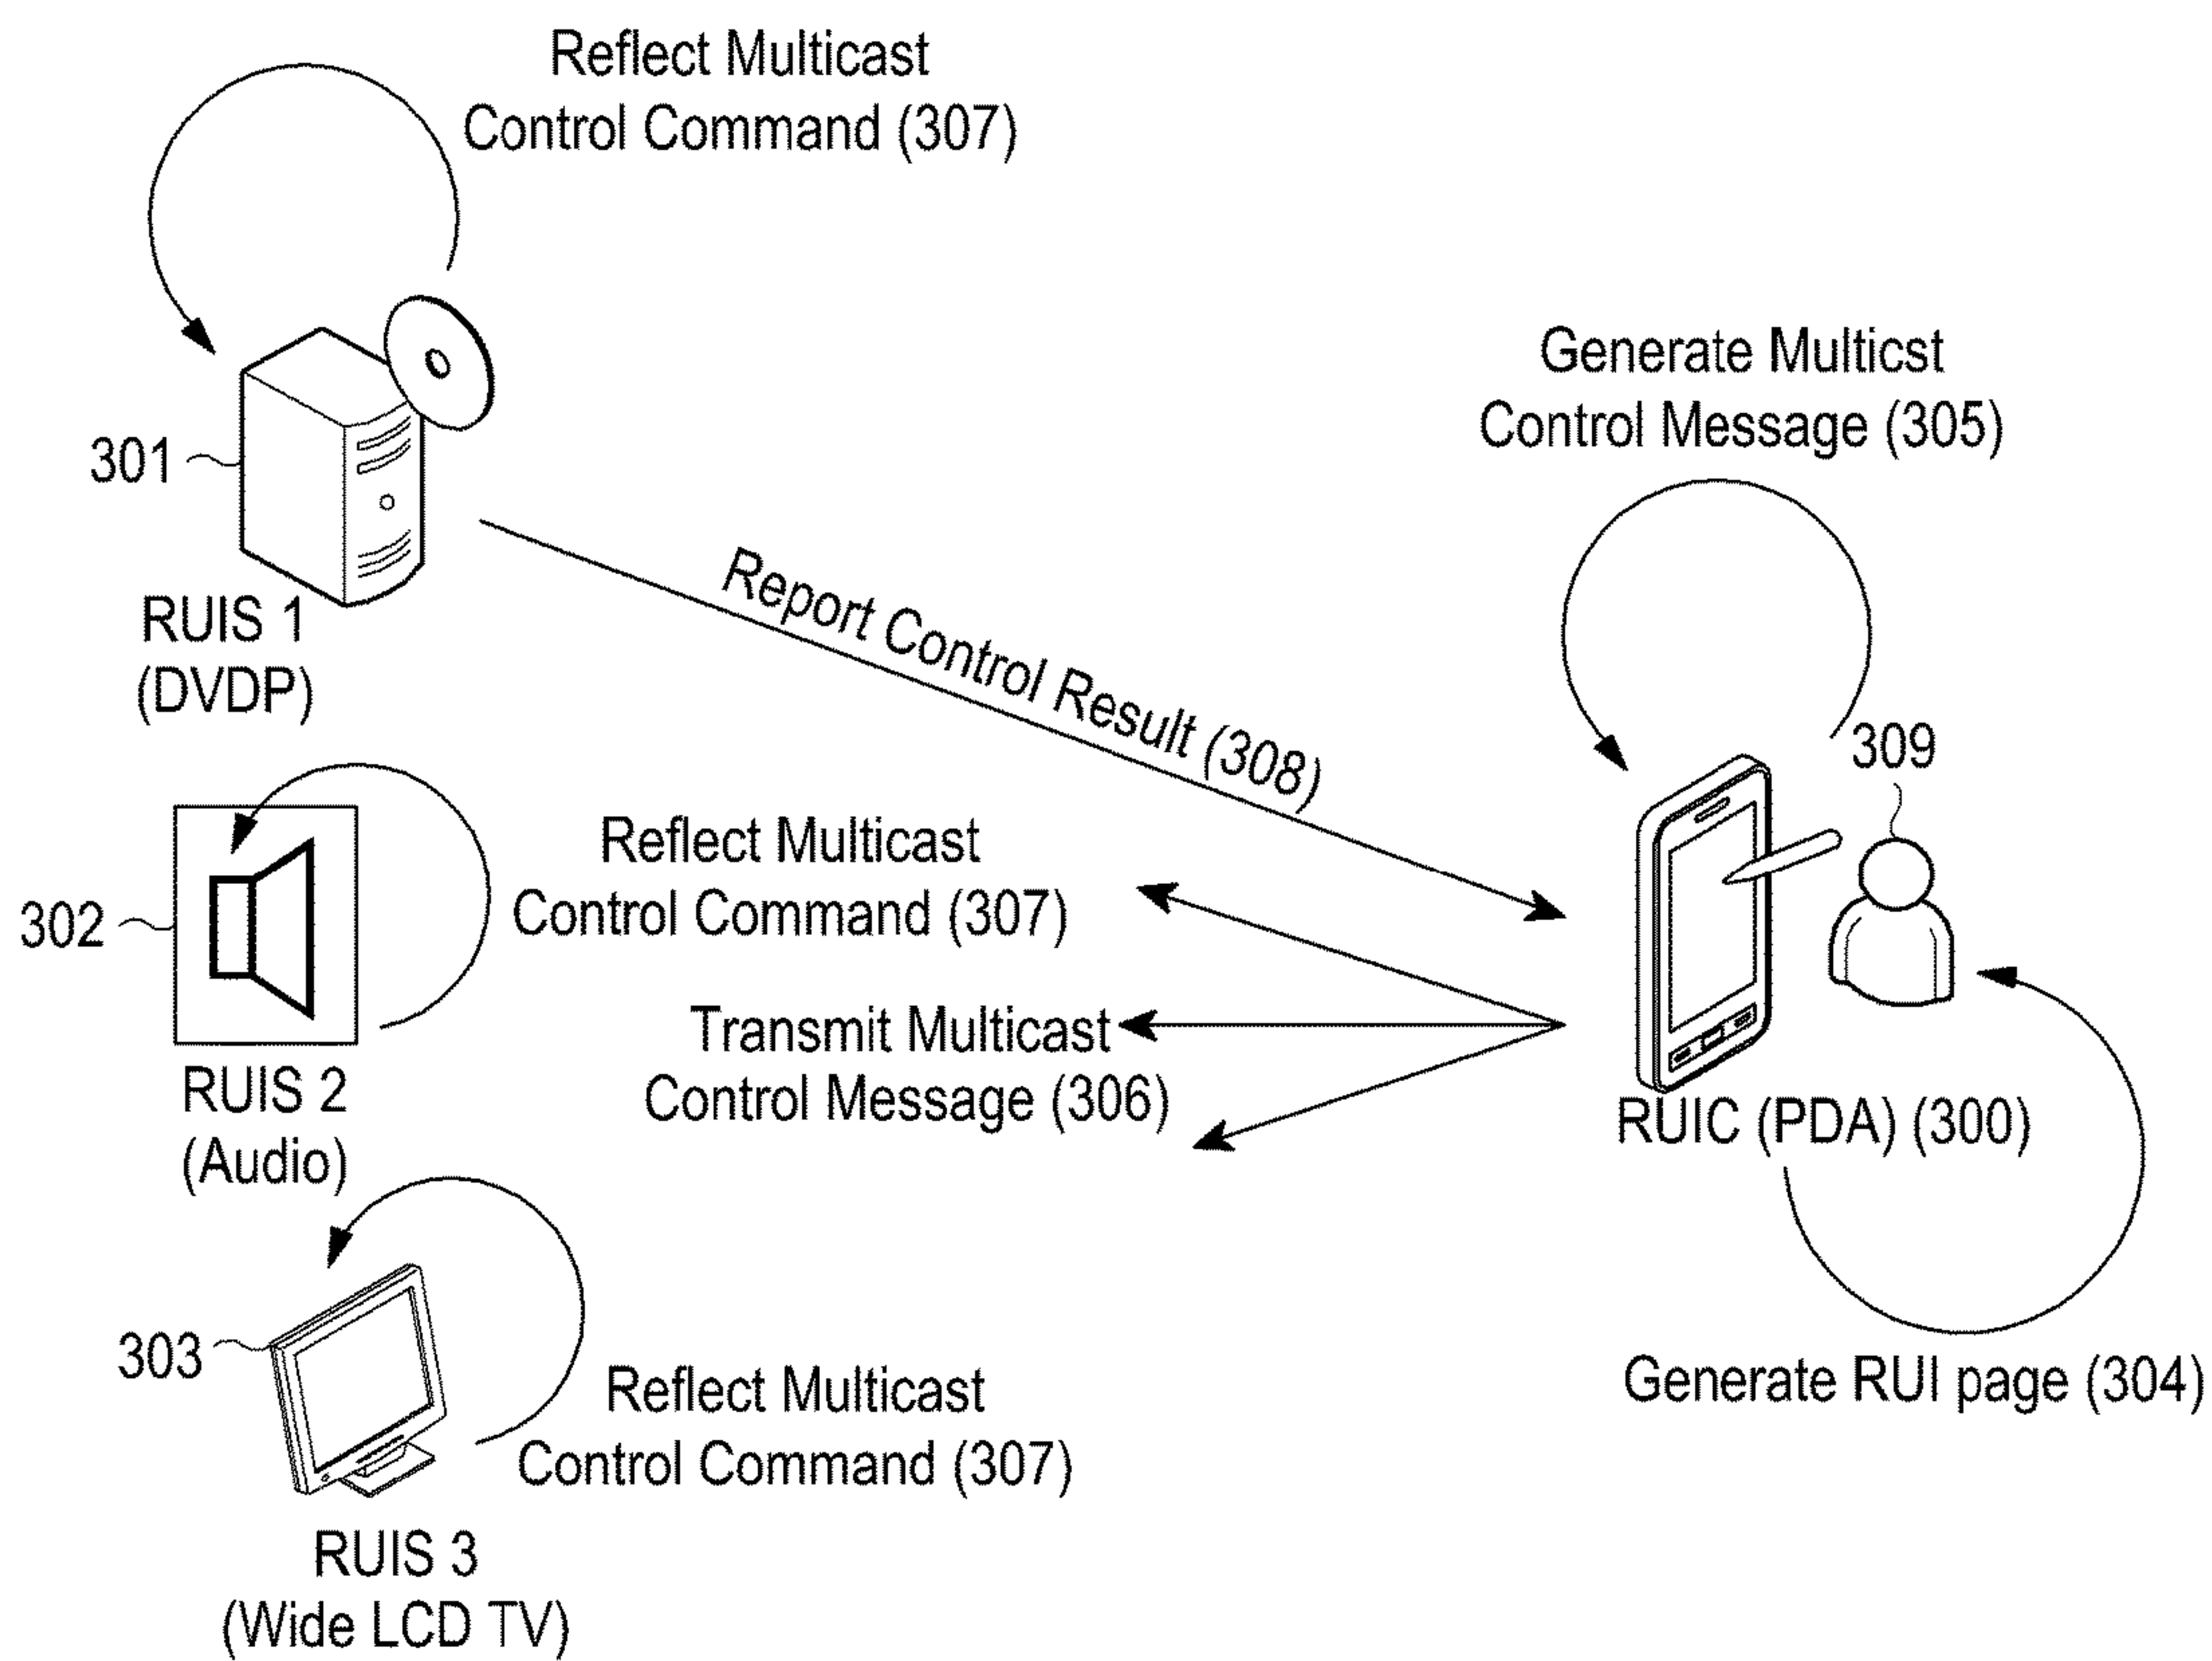 Reflect Multicast
Control Command (307)
301
RUIS 1
(DVDP)
Report Control Result (308)
Generate Multicst
Control Message (305)
309
302
Reflect Multicast
Control Command (307)
RUIS 2
(Audio)
Transmit Multicast
Control Message (306)
RUIC (PDA) (300)
Generate RUI page (304)
303
Reflect Multicast
Control Command (307)
RUIS 3
(Wide LCD TV)